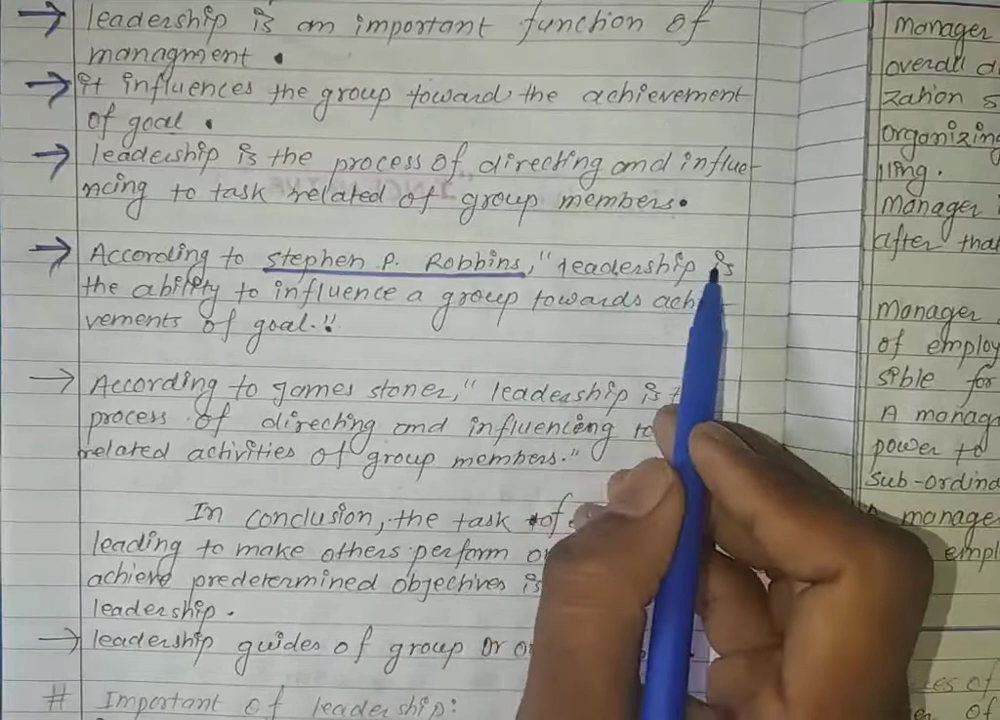 → leadership is an important function of
managment.
→ it influences the group toward the achievement
of goal.
→ leadership is the process of directing and influe-
ncing to task related of group members.
→ According to Stephen P. Robbins, "leadership is
the ability to influence a group towards ach
vements of goal."
→ According to games stoner, "leadership is
process of directing and influencing
related activities of group members."
In conclusion, the task of
leading to make others perform
achieve predetermined objectives is
leadership.
→ leadership guides of group or
# Important of leadership:
Manager
overall
zation
organizing
lling.
Manager
after that
Manager
of employ
sible for
A manag
power to
sub-ordina
manage
empl
of
of